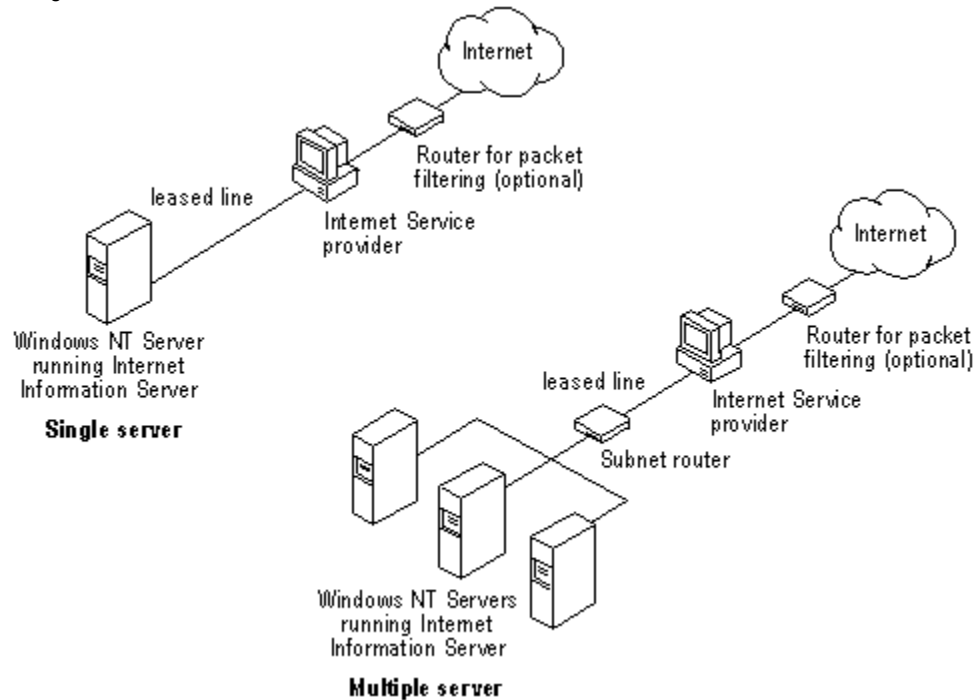 Internet
Router for packet
filtering (optional)
leased line
Internet Service
provider
Windows NT Server
running Internet
Information Server
Single server
Internet
Router for packet
filtering (optional)
leased line
Internet Service
provider
Subnet router
Windows NT Servers
running Internet
Information Server
Multiple server